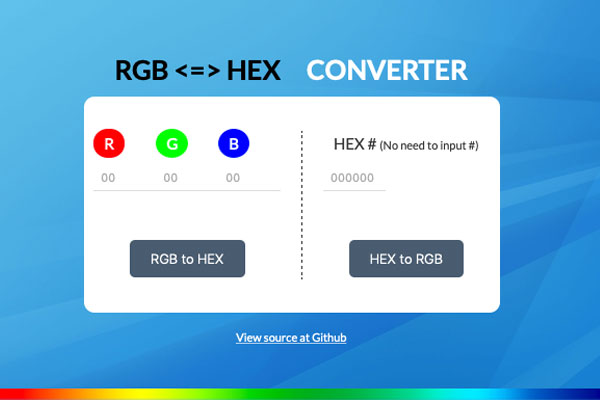 RGB <=> HEX CONVERTER
R G B
00 00 00
RGB to HEX
HEX # (No need to input #)
000000
HEX to RGB
View source at Github